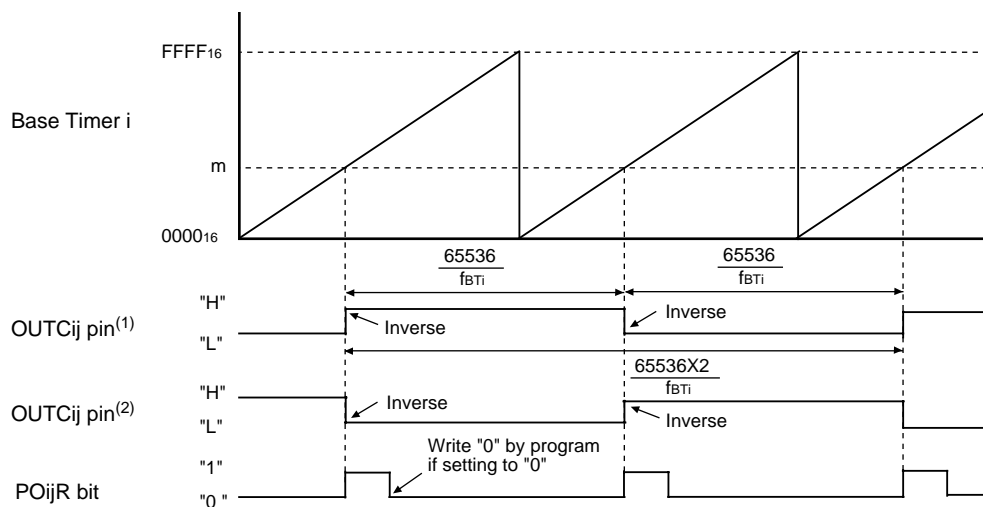 FFFF16
Base Timer i
m
000016
65536
fBTi
65536
fBTi
"H"
OUTCij pin(1)
Inverse
Inverse
"L"
65536X2
fBTi
"H"
OUTCij pin(2)
Inverse
Inverse
"L"
Write "0" by program
if setting to "0"
"1"
POijR bit
"0 "